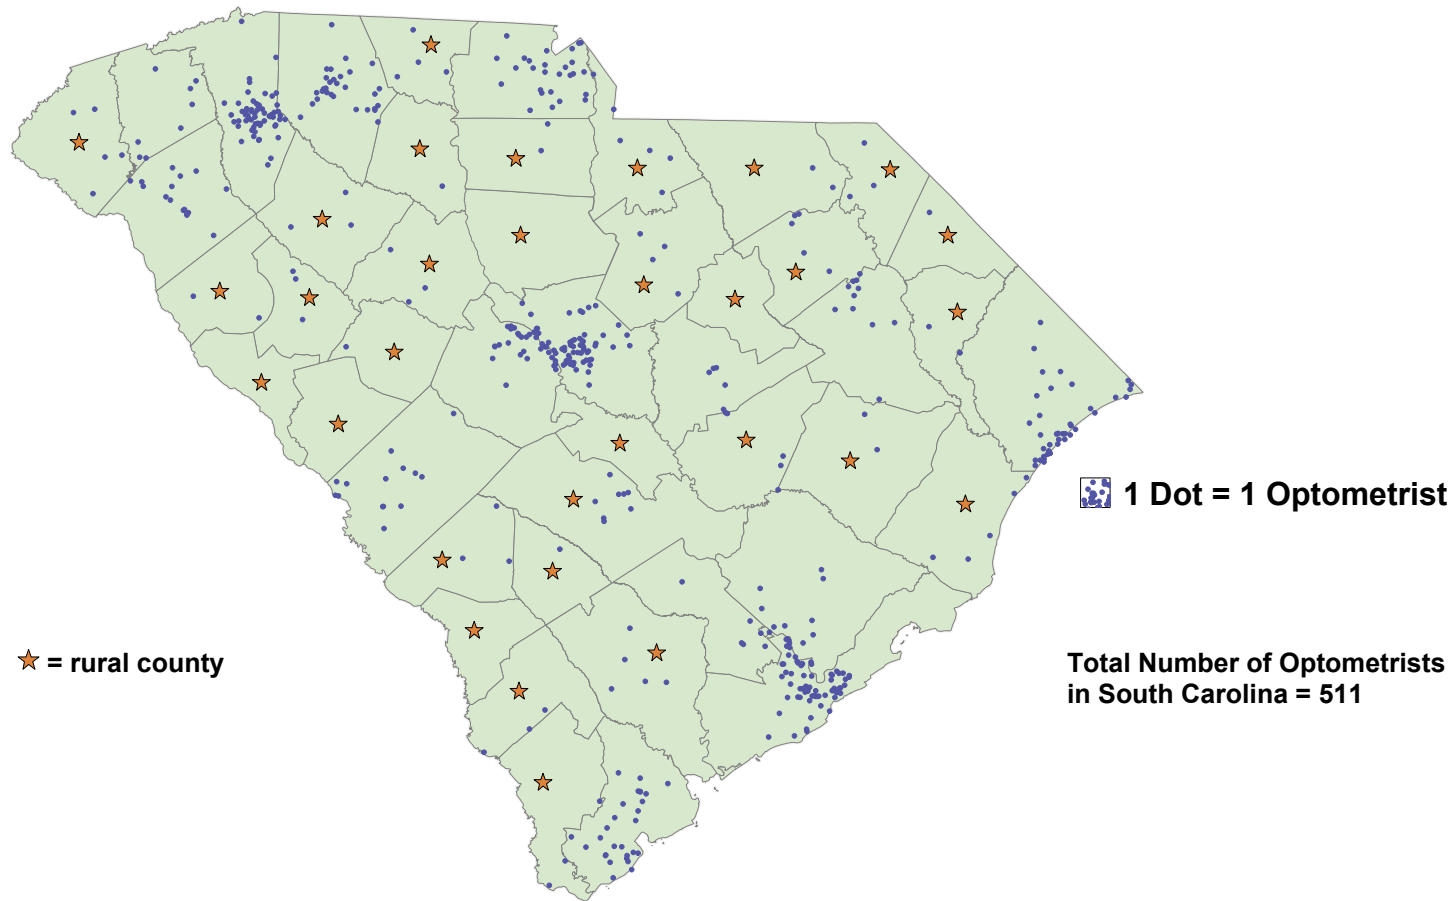 1 Dot = 1 Optometrist
= rural county
Total Number of Optometrists
in South Carolina = 511